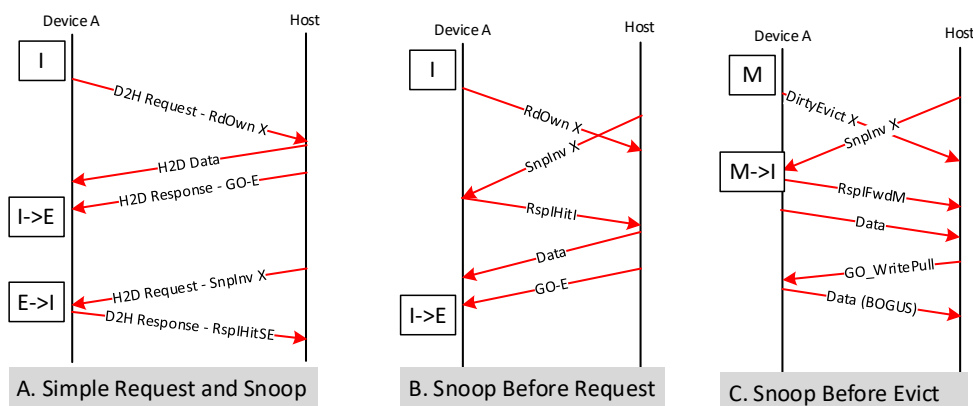 Device A
Host
I
D2H Request - RdOwn X
H2D Data
H2D Response - GO-E
I->E
H2D Request - SnpInv X
E->I
D2H Response - RspIHitSE
A. Simple Request and Snoop
Device A
Host
I
RdOwn X
SnpInv X
RspIHitI
Data
GO-E
I->E
B. Snoop Before Request
Device A
Host
M
DirtyEvict X
SnpInv X
M->I
RspIFwdM
Data
GO_WritePull
Data (BOGUS)
C. Snoop Before Evict